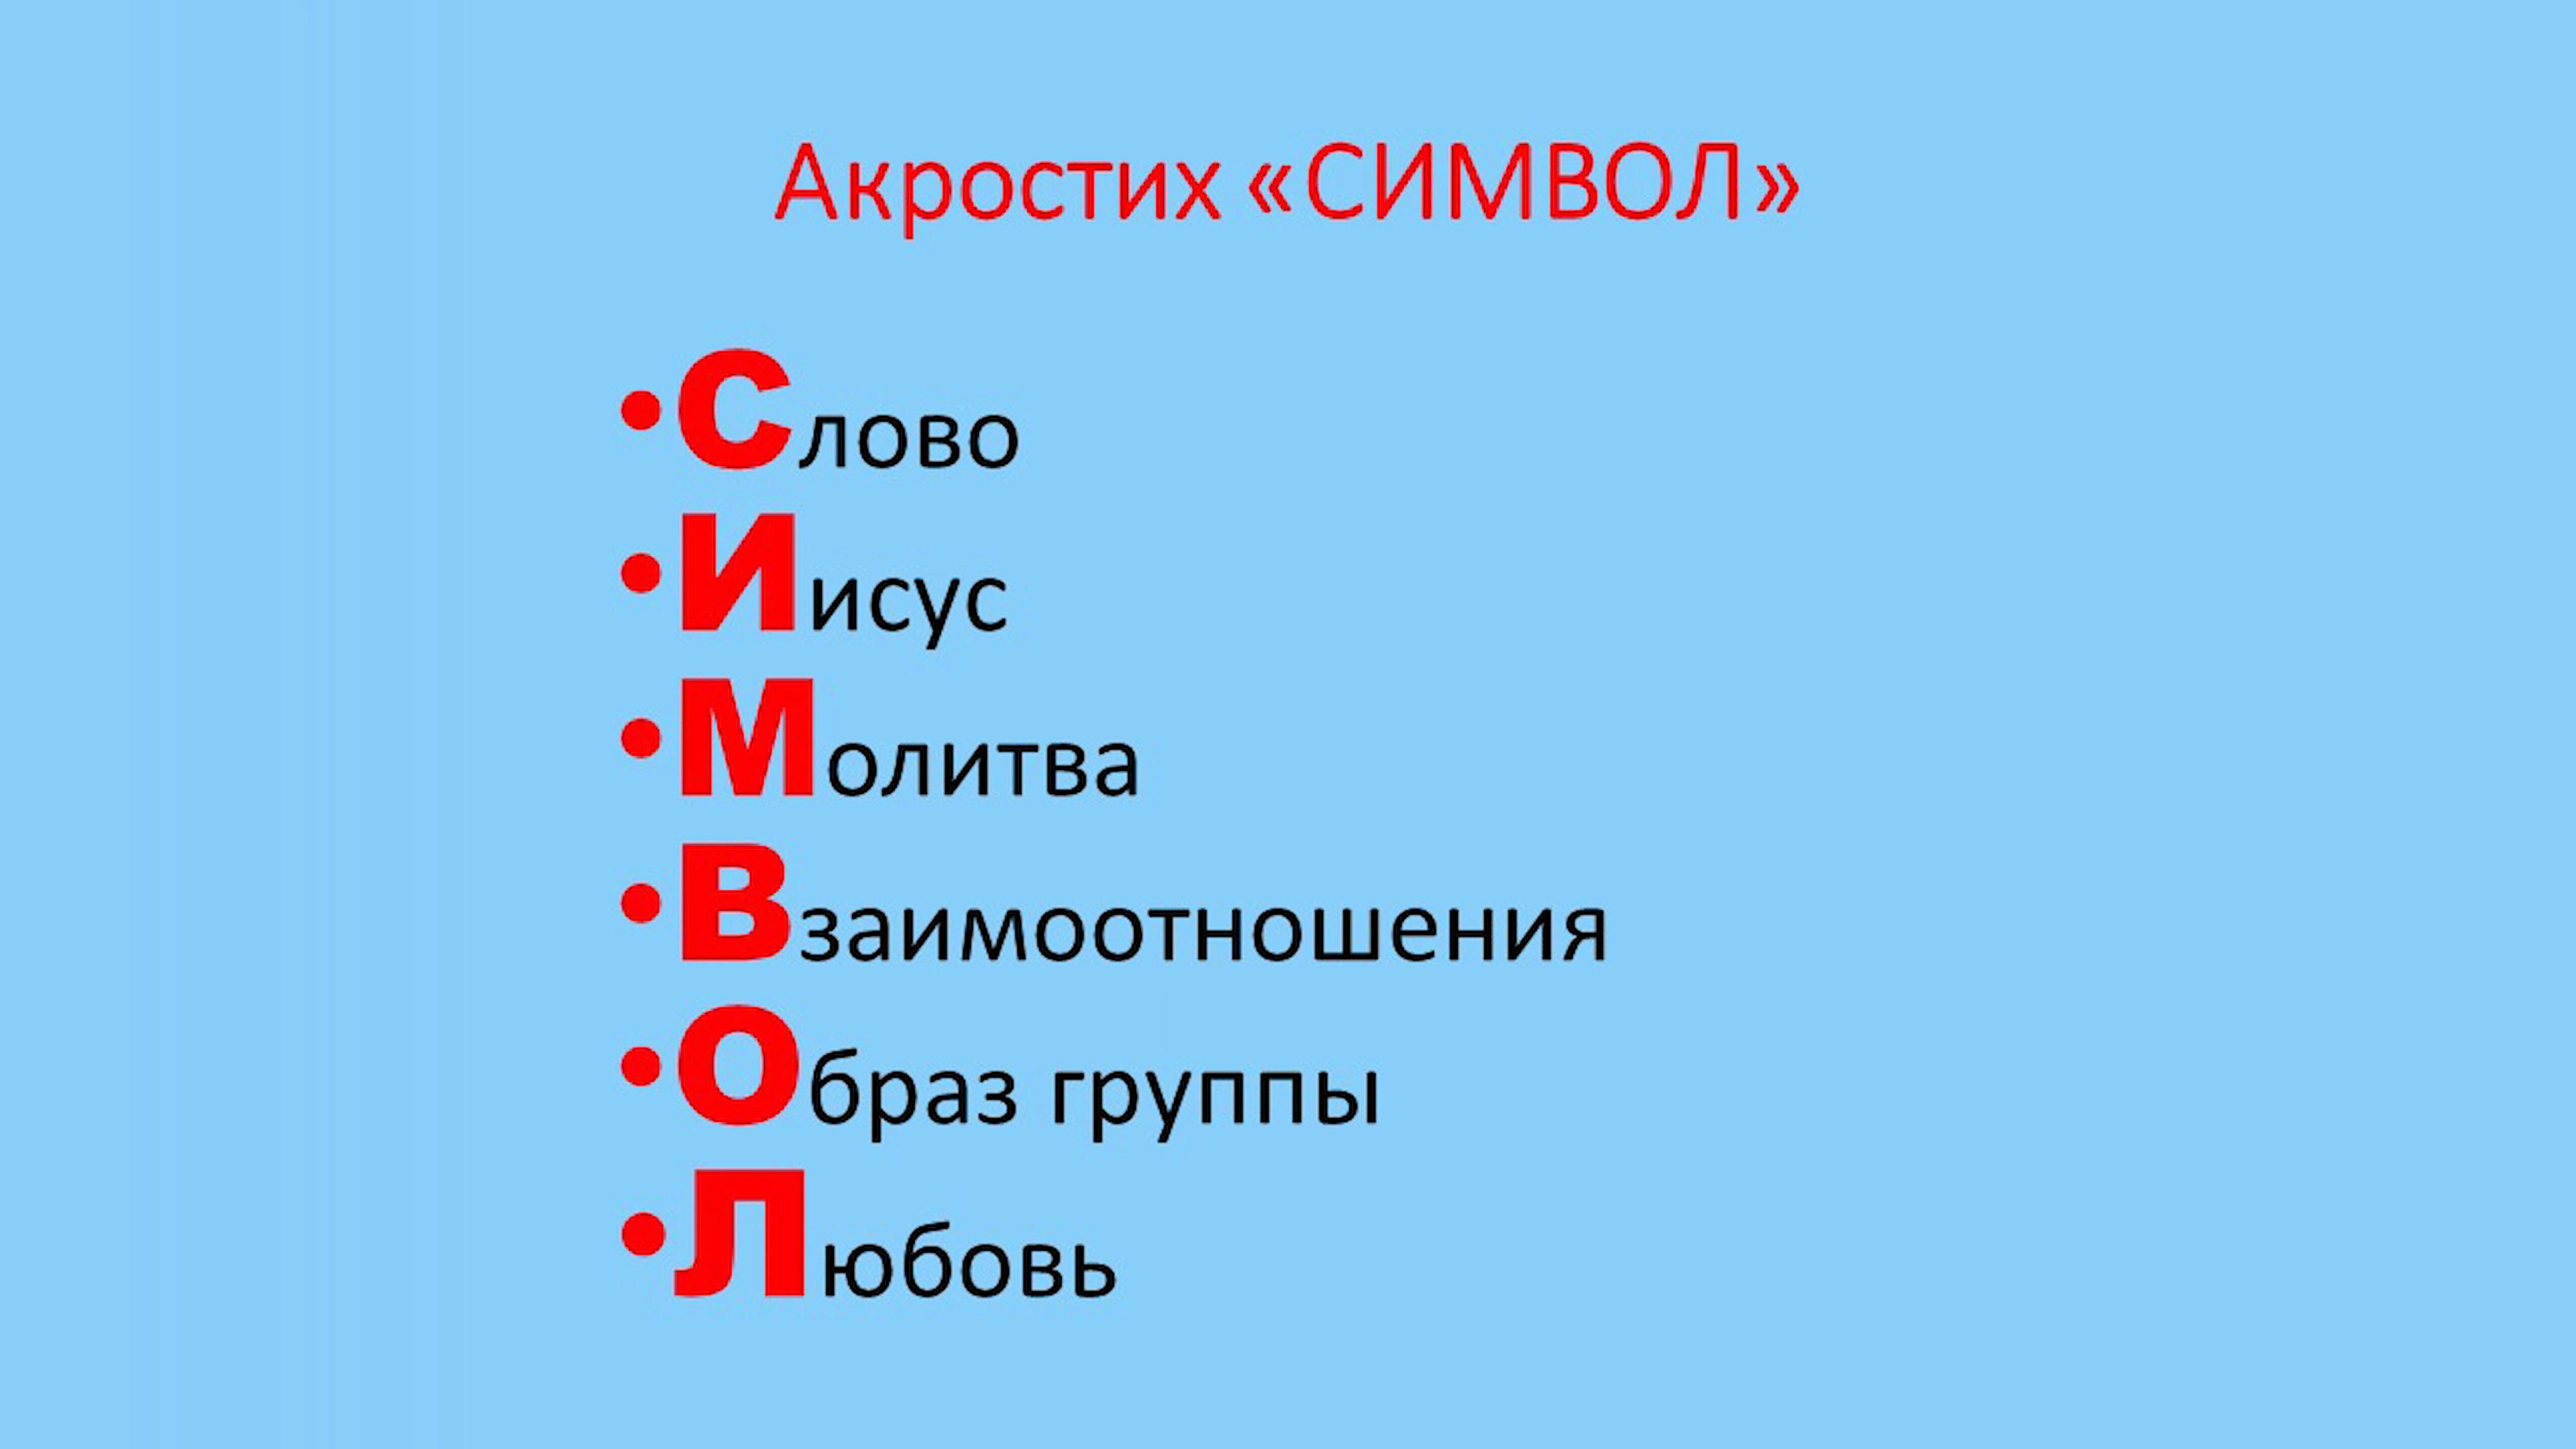 Акростих «СИМВОЛ»
•Слово
•Иисус
•Молитва
•Взаимоотношения
•Образ группы
•Любовь